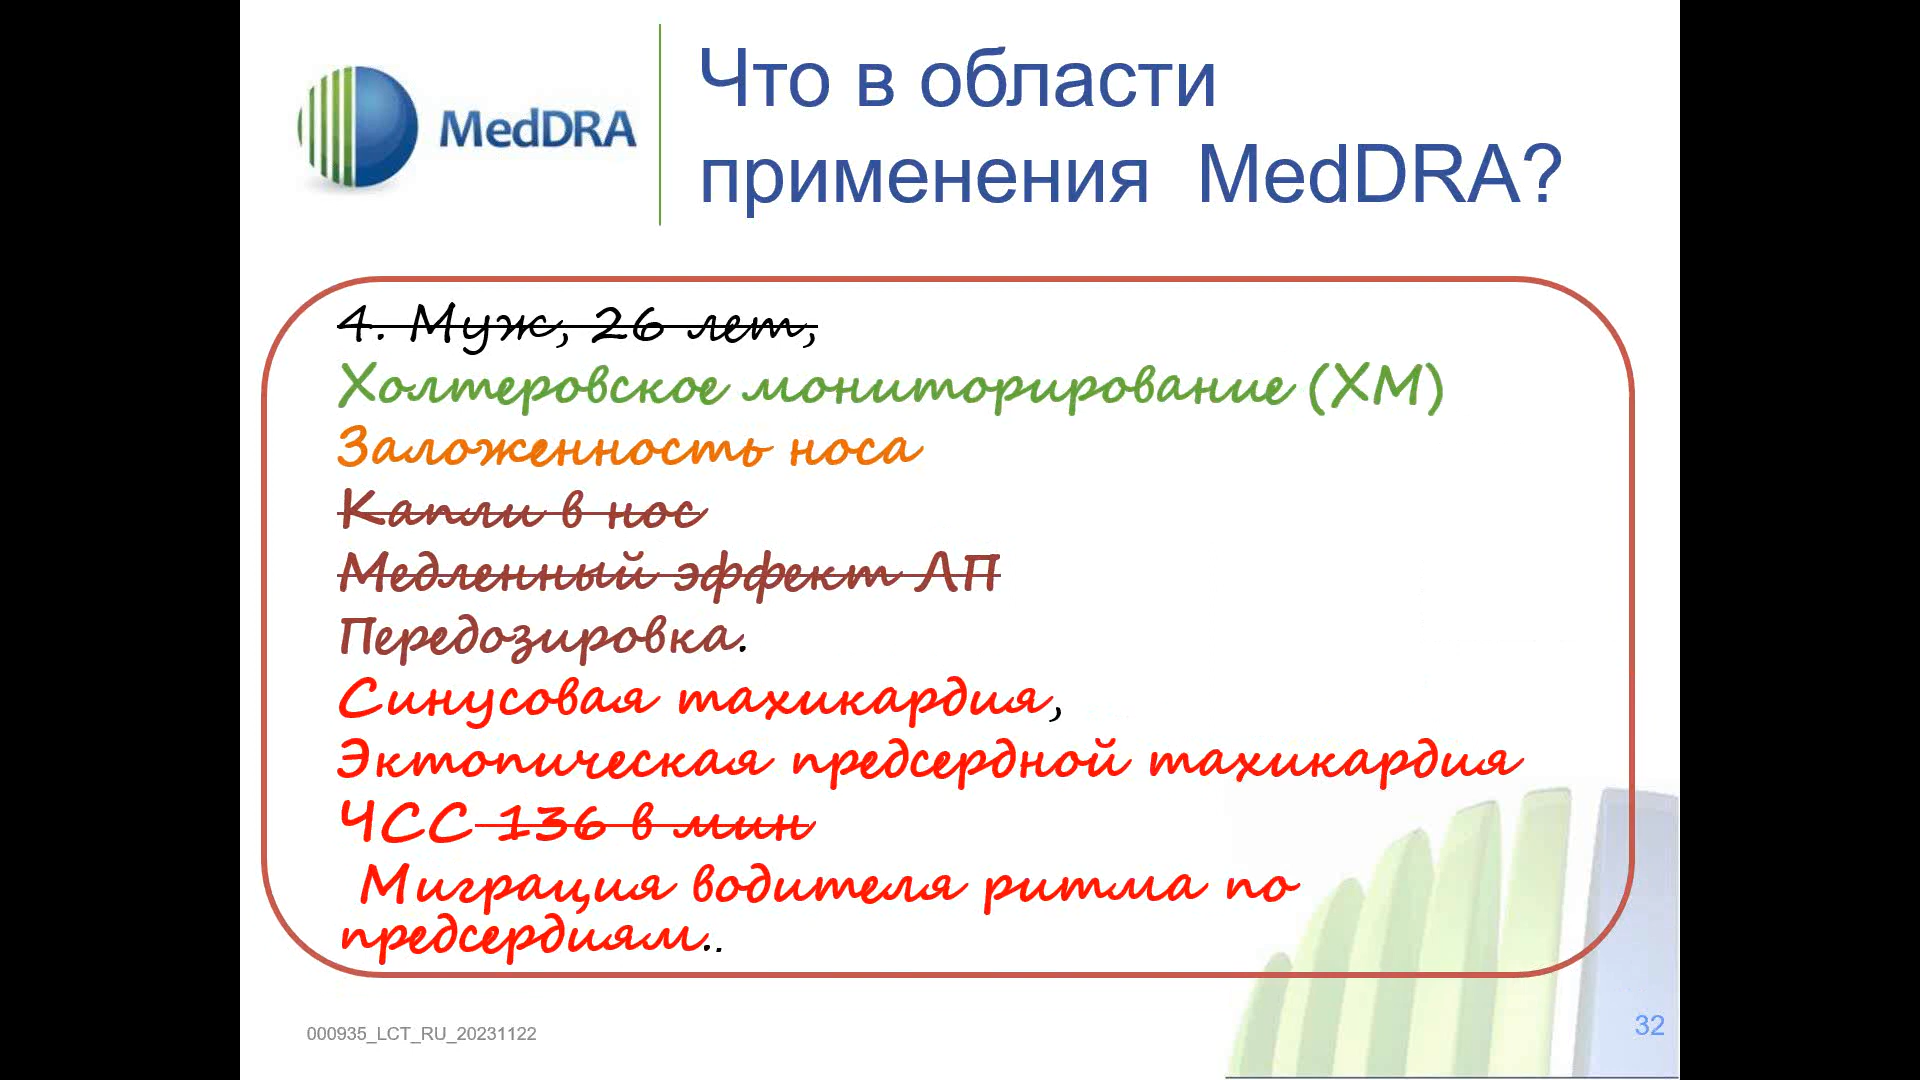 MedDRA
Что в области
применения MedDRA?
4. Муж, 26 лет,
Холтеровское мониторирование (ХМ)
Заложенность носа
Капли в нос
Медленный эффект ЛП
Передозировка.
Синусовая тахикардия,
Эктопическая предсердной тахикардия
ЧСС 136 в мин
Миграция водителя ритма по
предсердиям..
000935_LCT_RU_20231122
32